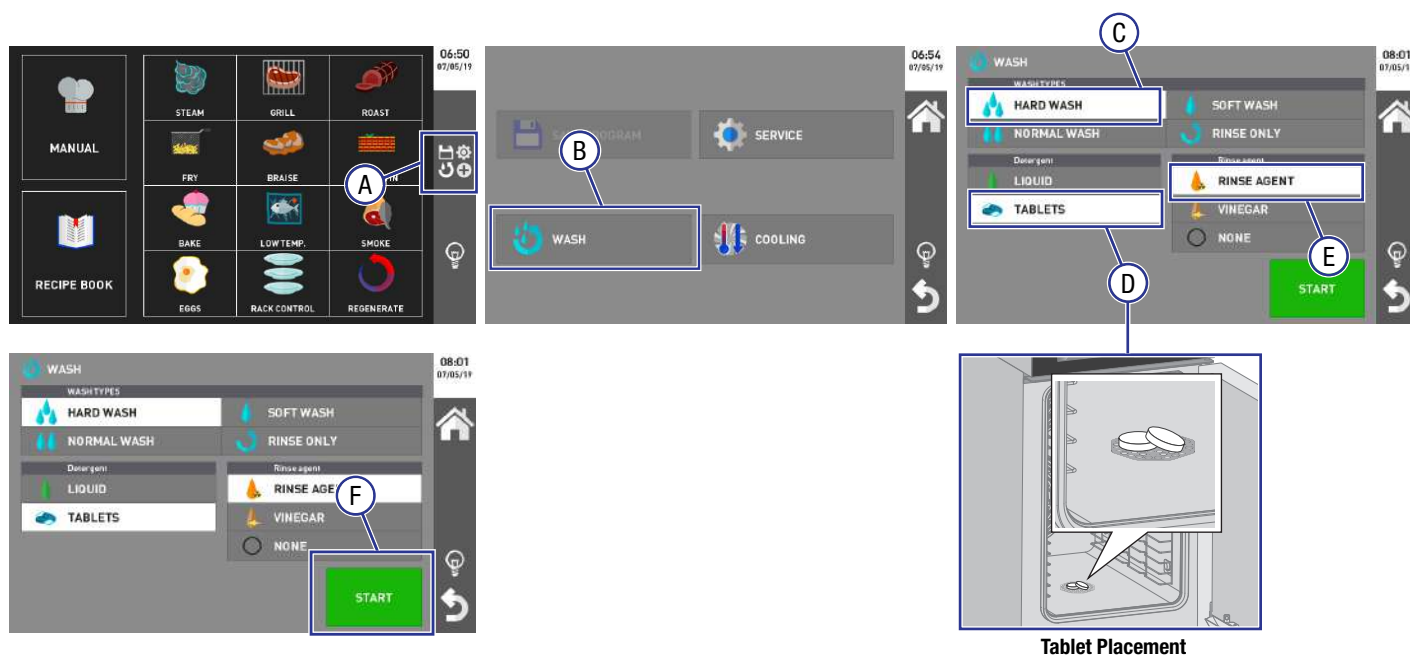 C
06:50
07/05/19
MANUAL
RECIPE BOOK
STEAM
GRILL
ROAST
FRY
BRAISE
A
BAKE
LOW TEMP.
SMOKE
EGGS
RACK CONTROL
REGENERATE
06:54
07/05/19
SERVICE
B
WASH
COOLING
08:01
WASH
WASH TYPES
HARD WASH
SOFT WASH
NORMAL WASH
RINSE ONLY
Detergent
Rinse agent
LIQUID
RINSE AGENT
TABLETS
VINEGAR
NONE
E
D
START
08:01
07/05/19
WASH
WASH TYPES
HARD WASH
SOFT WASH
NORMAL WASH
RINSE ONLY
Detergent
Rinse agent
LIQUID
RINSE AGE
F
TABLETS
VINEGAR
NONE
START
Tablet Placement